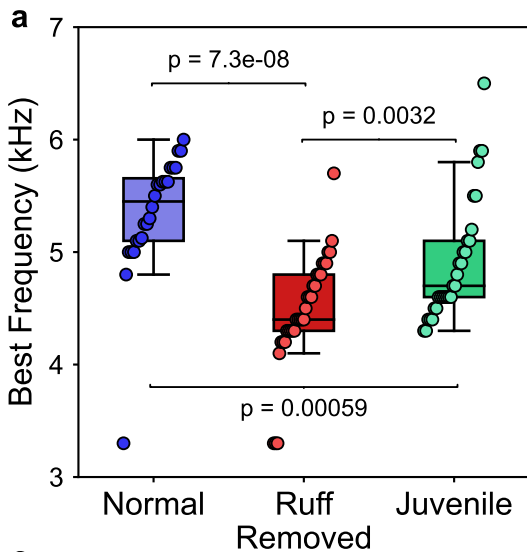 a
7
p = 7.3e-08
p = 0.0032
6
5
4
p = 0.00059
3
Best Frequency (kHz)
Normal Ruff Juvenile
Removed